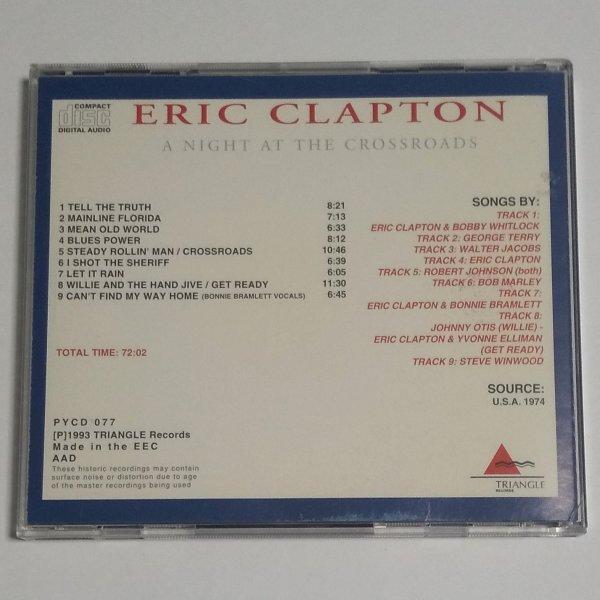 COMPACT
disc
DIGITAL AUDIO
ERIC CLAPTON
A NIGHT AT THE CROSSROADS
1 TELL THE TRUTH 8:21
2 MAINLINE FLORIDA 7:13
3 MEAN OLD WORLD 6:33
4 BLUES POWER 8:12
5 STEADY ROLLIN' MAN / CROSSROADS 10:46
6 I SHOT THE SHERIFF 6:39
7 LET IT RAIN 6:05
8 WILLIE AND THE HAND JIVE / GET READY 11:30
9 CAN'T FIND MY WAY HOME (BONNIE BRAMLETT VOCALS) 6:45
TOTAL TIME: 72:02
SONGS BY:
TRACK 1:
ERIC CLAPTON & BOBBY WHITLOCK
TRACK 2: GEORGE TERRY
TRACK 3: WALTER JACOBS
TRACK 4: ERIC CLAPTON
TRACK 5: ROBERT JOHNSON (both)
TRACK 6: BOB MARLEY
TRACK 7:
ERIC CLAPTON & BONNIE BRAMLETT
TRACK 8:
JOHNNY OTIS (WILLIE) -
ERIC CLAPTON & YVONNE ELLIMAN
(GET READY)
TRACK 9: STEVE WINWOOD
SOURCE:
U.S.A. 1974
PYCD 077
[P]1993 TRIANGLE Records
Made in the EEC
AAD
These historic recordings may contain
surface noise or distortion due to age
of the master recordings being used
TRIANGLE
RECORDS